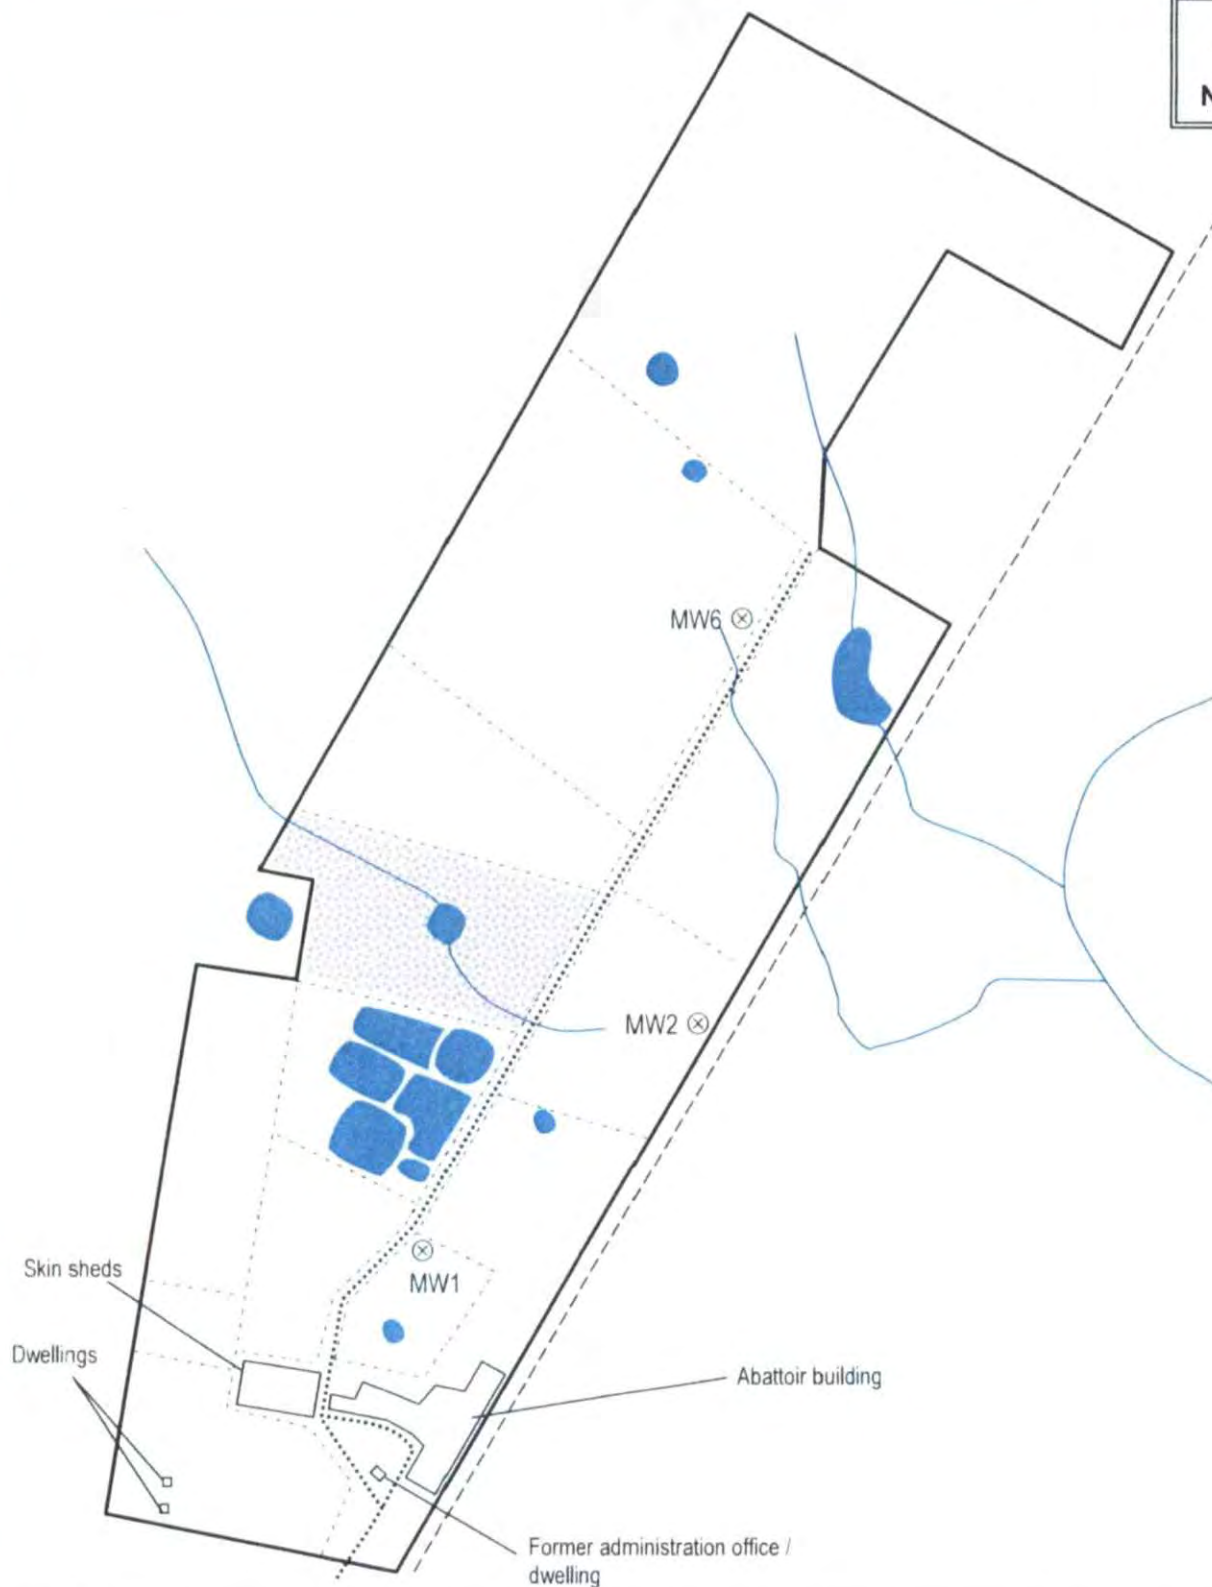 N
MW6
MW2
MW1
Skin sheds
Dwellings
Abattoir building
Former administration office /
dwelling